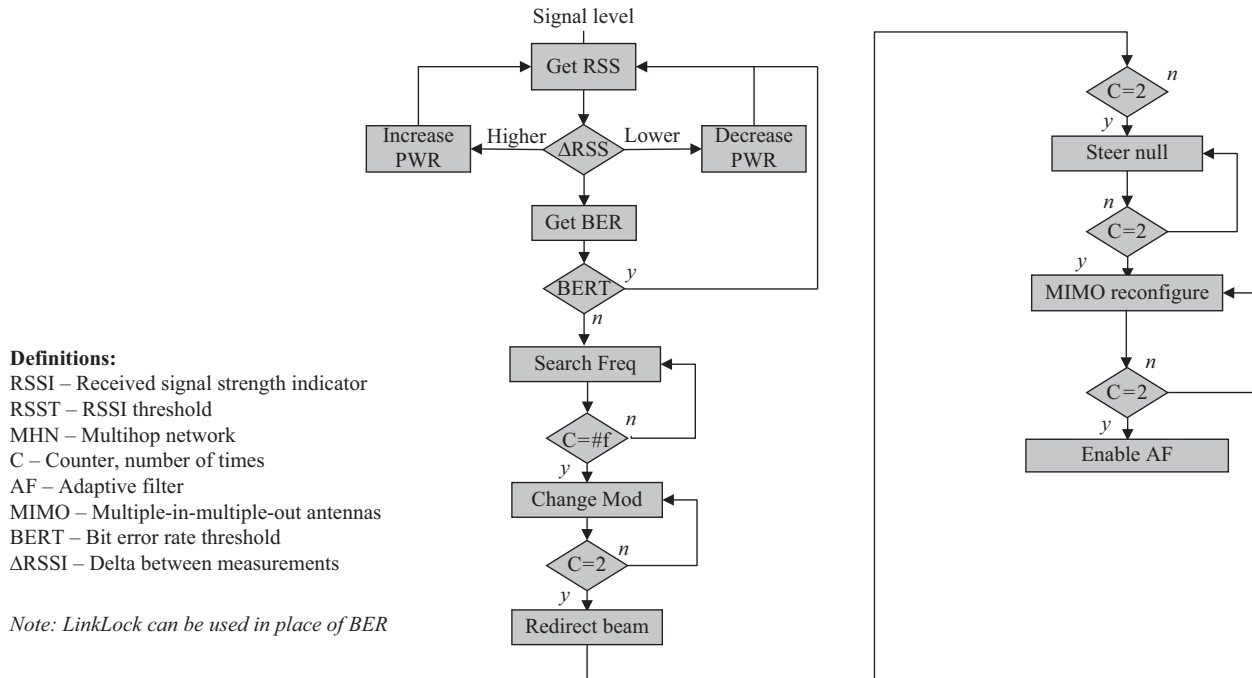 Signal level
Get RSS
Increase
PWR
Higher
ΔRSS
Lower
Decrease
PWR
Get BER
BERT
y
n
Search Freq
C=#f
n
y
Change Mod
C=2
n
y
Redirect beam
C=2
n
y
Steer null
n
C=2
y
MIMO reconfigure
n
C=2
y
Enable AF
Definitions:
RSSI – Received signal strength indicator
RSST – RSSI threshold
MHN – Multihop network
C – Counter, number of times
AF – Adaptive filter
MIMO – Multiple-in-multiple-out antennas
BERT – Bit error rate threshold
ΔRSSI – Delta between measurements
Note: LinkLock can be used in place of BER